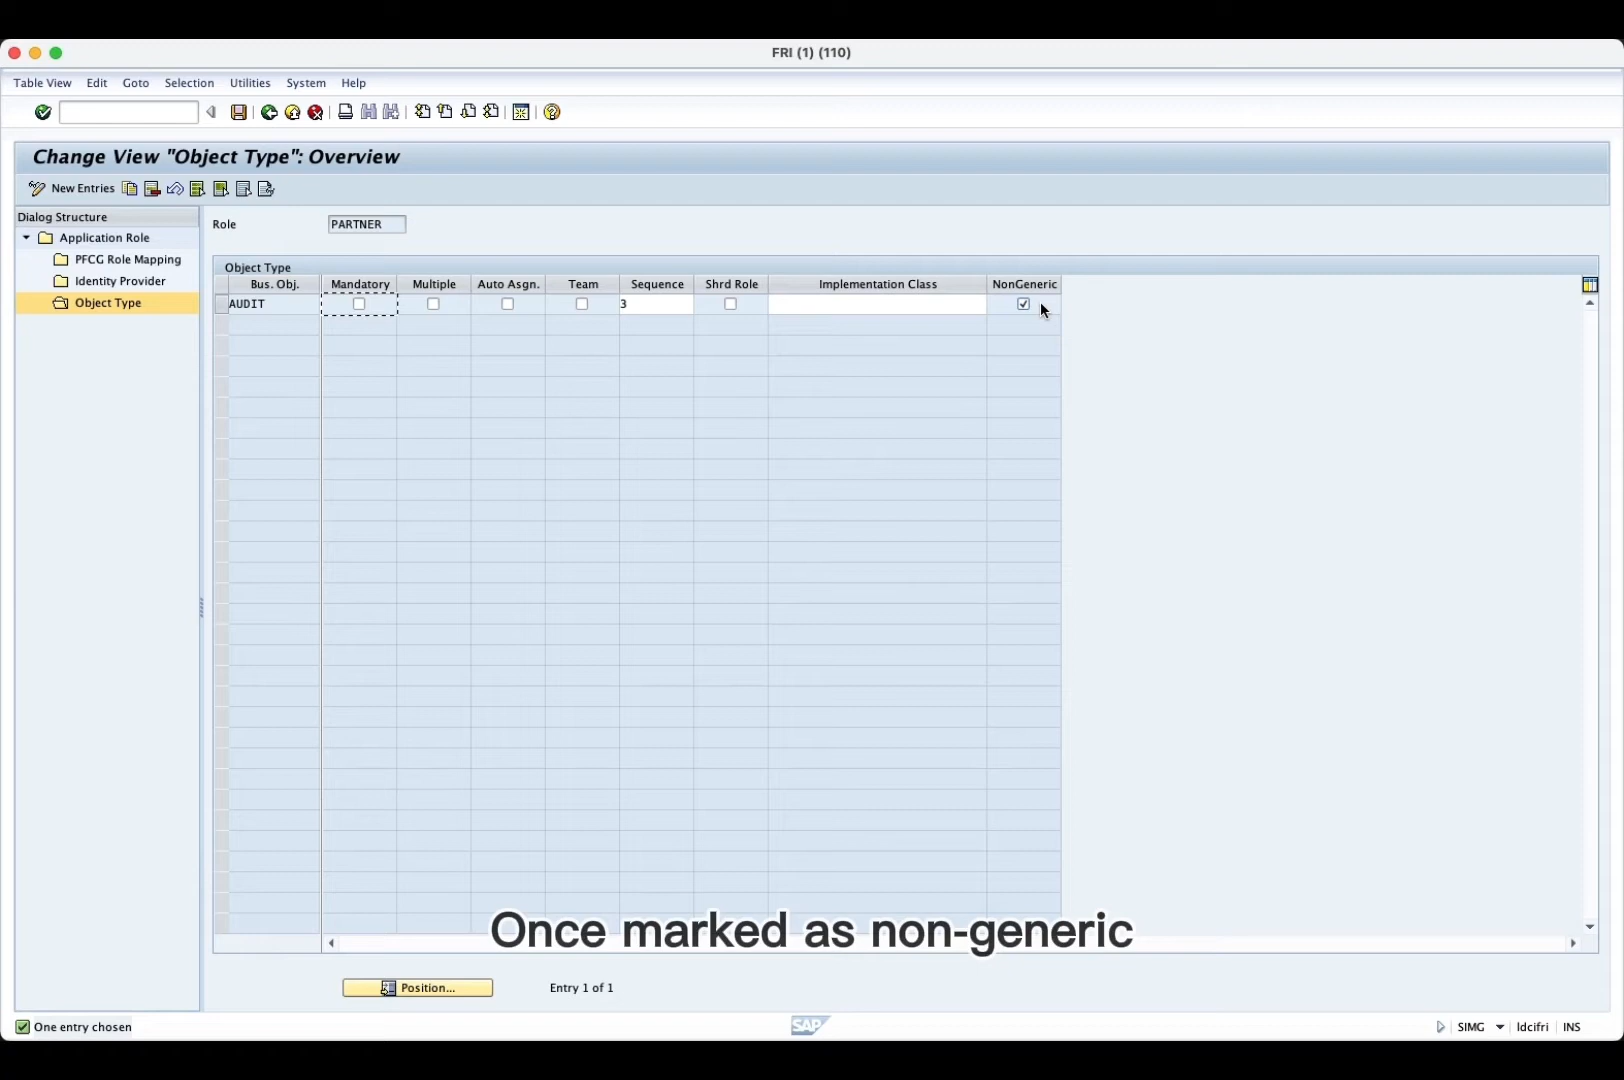 FRI (1) (110)
Table View Edit Goto Selection Utilities System Help
Change View "Object Type": Overview
New Entries
Dialog Structure
Application Role
PFCG Role Mapping
Identity Provider
Object Type
Role PARTNER
Object Type
Bus. Obj. Mandatory Multiple Auto Asgn. Team Sequence Shrd Role Implementation Class NonGeneric
AUDIT 3
Once marked as non-generic
Position... Entry 1 of 1
One entry chosen SAP SIMG ldcifri INS